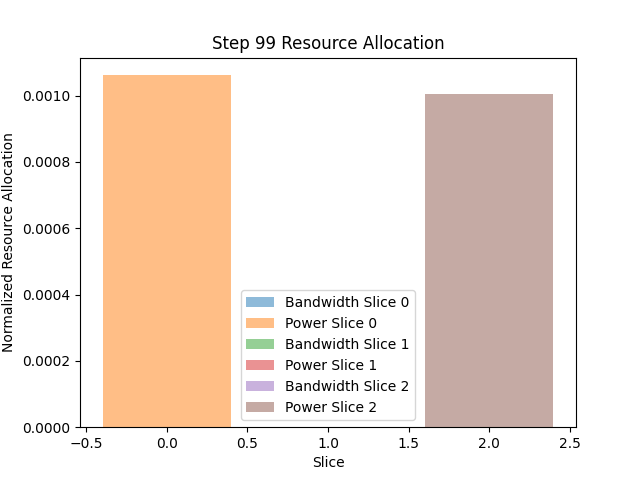 Step 99 Resource Allocation
Normalized Resource Allocation
0.0010
0.0008
0.0006
0.0004
0.0002
0.0000
Bandwidth Slice 0
Power Slice 0
Bandwidth Slice 1
Power Slice 1
Bandwidth Slice 2
Power Slice 2
−0.5 0.0 0.5 1.0 1.5 2.0 2.5
Slice